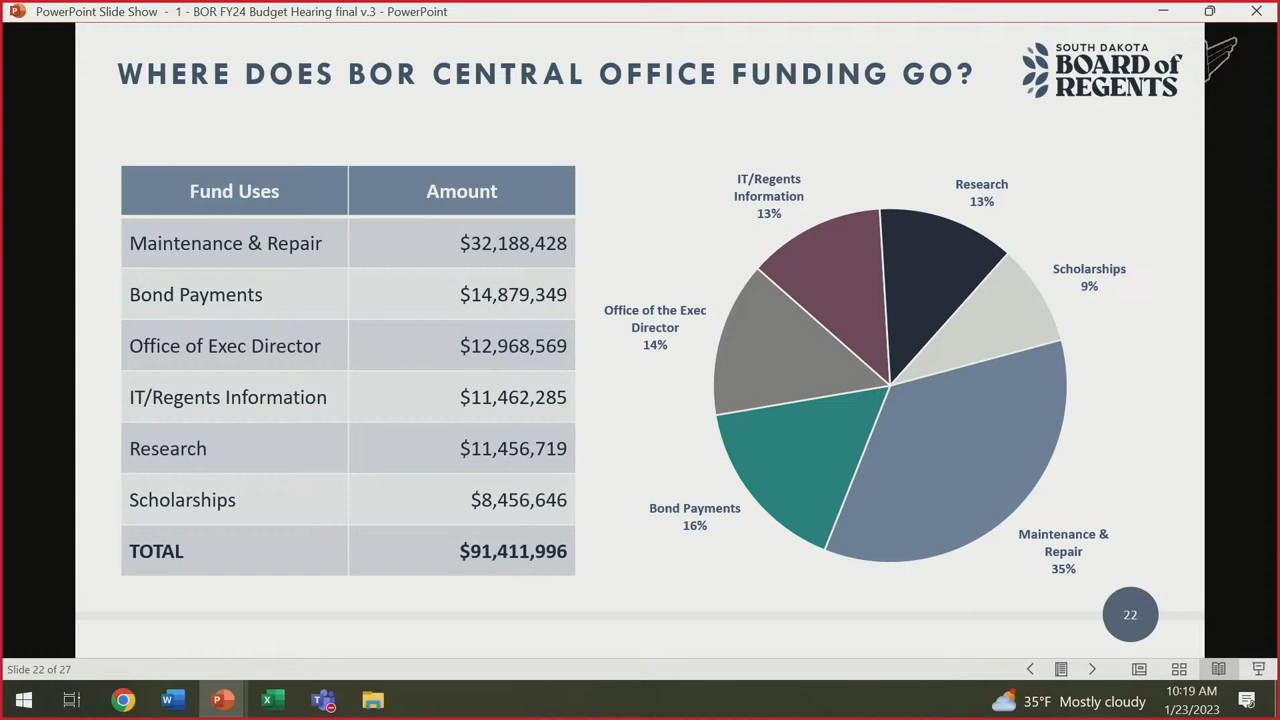 PowerPoint Slide Show - 1 - BOR FY24 Budget Hearing final v.3 - PowerPoint
WHERE DOES BOR CENTRAL OFFICE FUNDING GO?
SOUTH DAKOTA
BOARD of
REGENTS
Fund Uses Amount
Maintenance & Repair $32,188,428
Bond Payments $14,879,349
Office of Exec Director $12,968,569
IT/Regents Information $11,462,285
Research $11,456,719
Scholarships $8,456,646
TOTAL $91,411,996
IT/Regents
Information
13%
Research
13%
Scholarships
9%
Office of the Exec
Director
14%
Bond Payments
16%
Maintenance &
Repair
35%
22
Slide 22 of 27
35°F Mostly cloudy
10:19 AM
1/23/2023